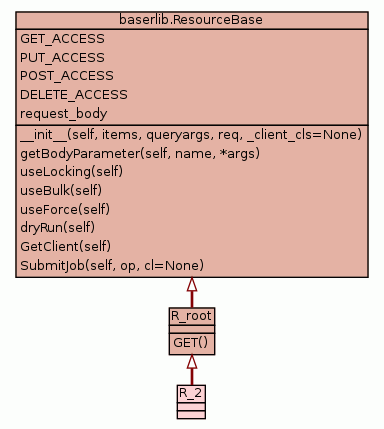 baserlib.ResourceBase
GET_ACCESS
PUT_ACCESS
POST_ACCESS
DELETE_ACCESS
request_body
__init__(self, items, queryargs, req, _client_cls=None)
getBodyParameter(self, name, *args)
useLocking(self)
useBulk(self)
useForce(self)
dryRun(self)
GetClient(self)
SubmitJob(self, op, cl=None)
R_root
GET()
R_2